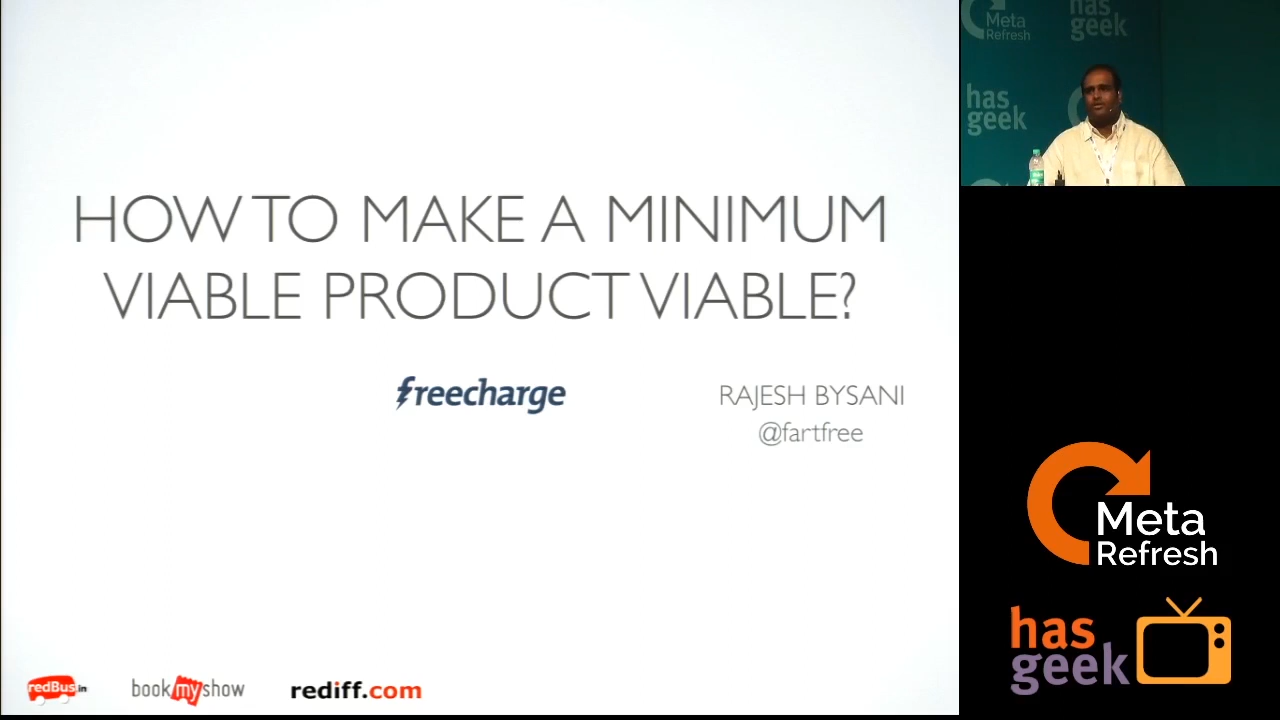 HOW TO MAKE A MINIMUM
VIABLE PRODUCT VIABLE?
freecharge
RAJESH BYSANI
@fartfree
redBus.in
bookmyshow
rediff.com
Meta
Refresh
has
geek
has
geek
Meta
Refresh
has
geek